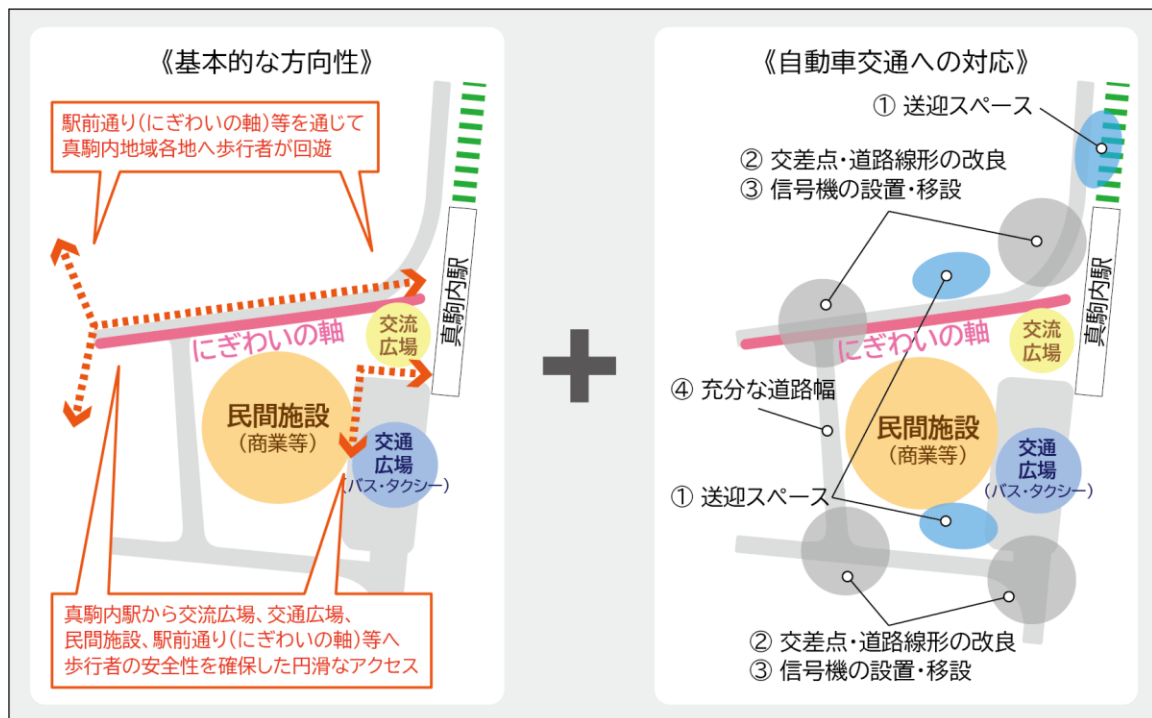 《基本的な方向性》
駅前通り(にぎわいの軸)等を通じて
真駒内地域各地へ歩行者が回遊
真駒内駅
にぎわいの軸
交流
広場
民間施設
(商業等)
交通
広場
(バス・タクシー)
真駒内駅から交流広場、交通広場、
民間施設、駅前通り(にぎわいの軸)等へ
歩行者の安全性を確保した円滑なアクセス
+
《自動車交通への対応》
① 送迎スペース
② 交差点・道路線形の改良
③ 信号機の設置・移設
真駒内駅
にぎわいの軸
交流
広場
④ 充分な道路幅
民間施設
(商業等)
交通
広場
(バス・タクシー)
① 送迎スペース
② 交差点・道路線形の改良
③ 信号機の設置・移設